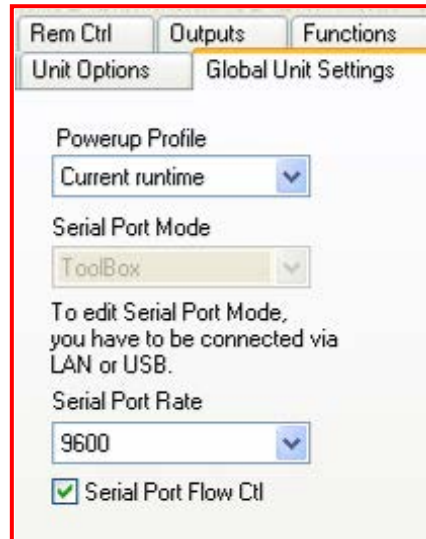 Rem Ctrl Outputs Functions
Unit Options Global Unit Settings
Powerup Profile
Current runtime
Serial Port Mode
ToolBox
To edit Serial Port Mode,
you have to be connected via
LAN or USB.
Serial Port Rate
9600
Serial Port Flow Ctl